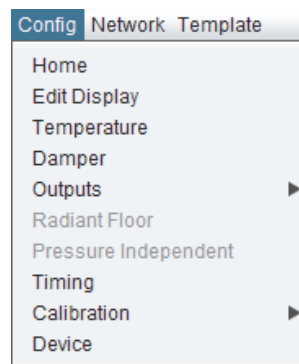 Config Network Template
Home
Edit Display
Temperature
Damper
Outputs
Radiant Floor
Pressure Independent
Timing
Calibration
Device